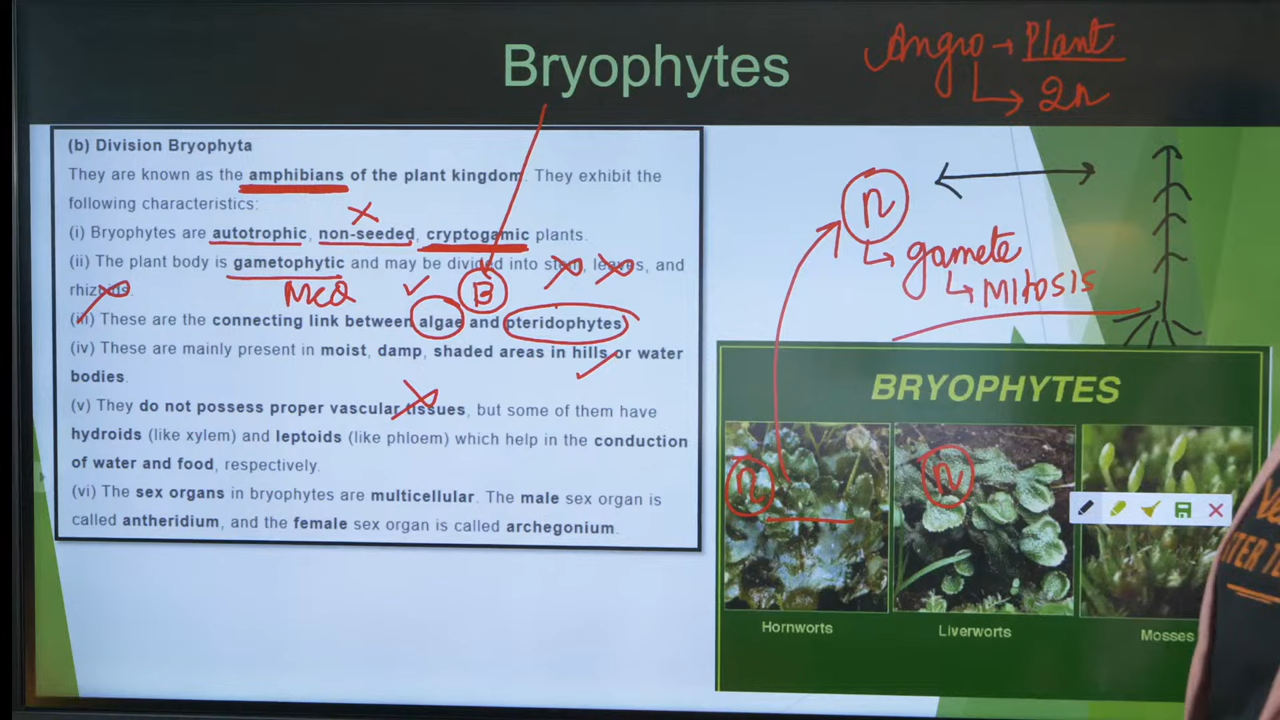 Bryophytes
Angio → Plant
2n
(b) Division Bryophyta
They are known as the amphibians of the plant kingdom. They exhibit the
following characteristics:
(i) Bryophytes are autotrophic, non-seeded, cryptogamic plants.
(ii) The plant body is gametophytic and may be divided into stem, leaves, and
rhizoids.
MCQ
B
(iii) These are the connecting link between algae and pteridophytes
(iv) These are mainly present in moist, damp, shaded areas in hills or water
bodies.
(v) They do not possess proper vascular tissues, but some of them have
hydroids (like xylem) and leptoids (like phloem) which help in the conduction
of water and food, respectively.
(vi) The sex organs in bryophytes are multicellular. The male sex organ is
called antheridium, and the female sex organ is called archegonium.
n
gamete
Mitosis
BRYOPHYTES
n
n
Hornworts
Liverworts
Mosses